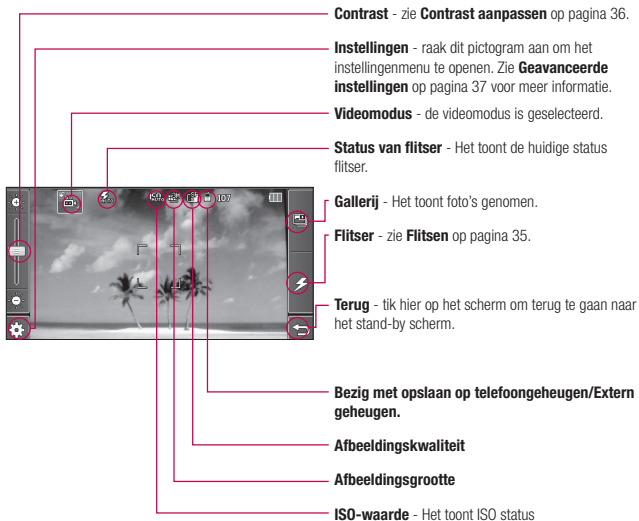 Contrast - zie Contrast aanpassen op pagina 36.
Instellingen - raak dit pictogram aan om het
instellingenmenu te openen. Zie Geavanceerde
instellingen op pagina 37 voor meer informatie.
Videomodus - de videomodus is geselecteerd.
Status van flitser - Het toont de huidige status
flitser.
Gallerij - Het toont foto's genomen.
Flitser - zie Flitsen op pagina 35.
Terug - tik hier op het scherm om terug te gaan naar
het stand-by scherm.
Bezig met opslaan op telefoongeheugen/Extern
geheugen.
Afbeeldingskwaliteit
Afbeeldingsgrootte
ISO-waarde - Het toont ISO status
AUTO ISO AUTO 107